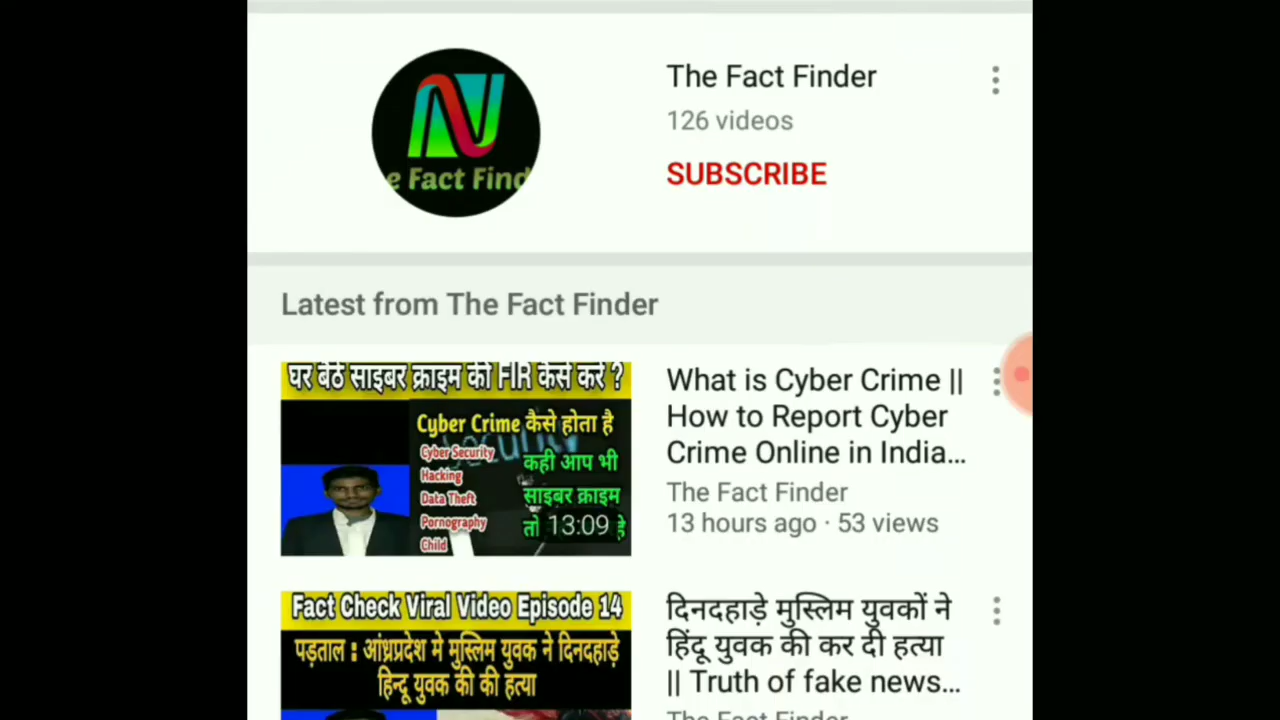 The Fact Finder
126 videos
SUBSCRIBE
e Fact Find
Latest from The Fact Finder
घर बैठे साइबर क्राइम की FIR कैसे करे ?
Cyber Crime कैसे होता है
Cyber Security
Hacking
Data Theft
Pornography
Child
कही आप भी
साइबर क्राइम
तो
13:09
What is Cyber Crime ||
How to Report Cyber
Crime Online in India...
The Fact Finder
13 hours ago · 53 views
Fact Check Viral Video Episode 14
पड़ताल : आंध्रप्रदेश मे मुस्लिम युवक ने दिनदहाड़े
हिन्दू युवक की की हत्या
दिनदहाड़े मुस्लिम युवकों ने
हिंदू युवक की कर दी हत्या
|| Truth of fake news...
The Fact Finder